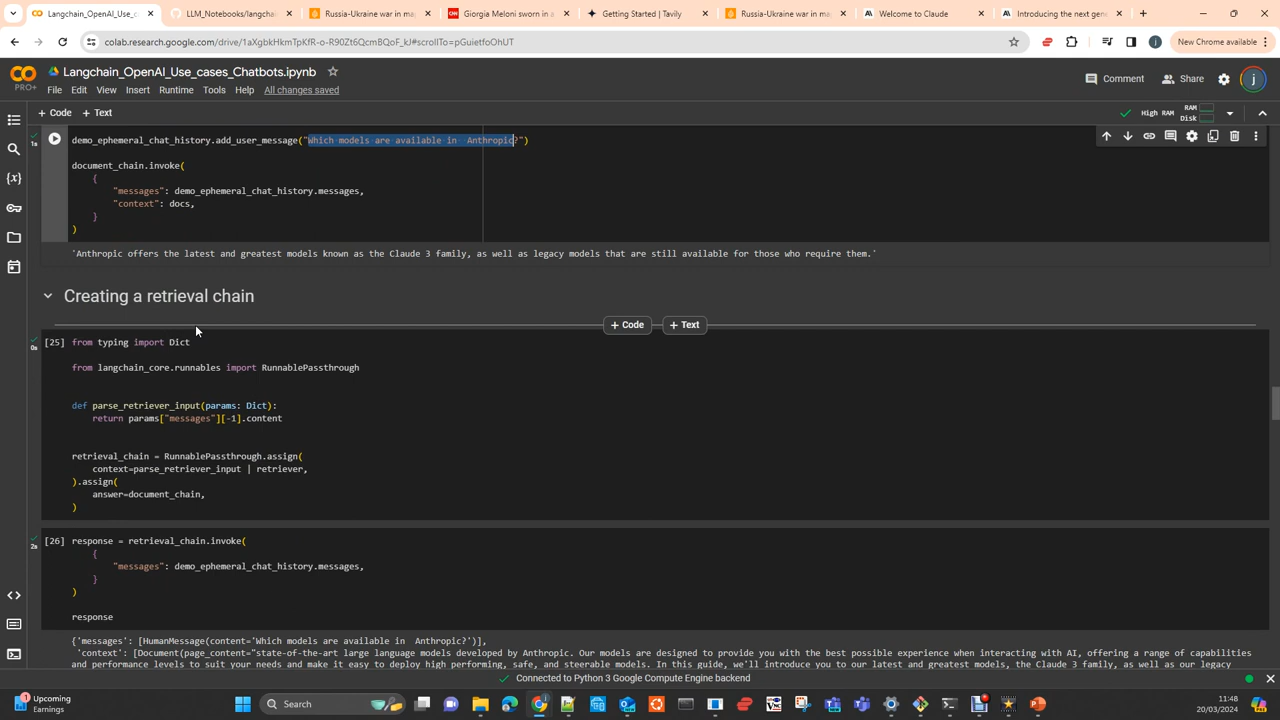 Langchain_OpenAI_Use_cases_Ch
LLM_Notebooks/langchai
Russia-Ukraine war in ma
Giorgia Meloni sworn in a
Getting Started | Tavily
Russia-Ukraine war in ma
Welcome to Claude
Introducing the next gene
colab.research.google.com/drive/1aXgbkHkmTpKfR-o-R90Zt6QcmBQoF_kJ#scrollTo=pGuietfoOhUT
New Chrome available
CO
PRO+
Langchain_OpenAI_Use_cases_Chatbots.ipynb
Comment
Share
j
File Edit View Insert Runtime Tools Help All changes saved
+ Code + Text
High RAM
RAM
Disk
1s
demo_ephemeral_chat_history.add_user_message("Which models are available in  Anthropic?")
document_chain.invoke(
{
"messages": demo_ephemeral_chat_history.messages,
"context": docs,
}
)
'Anthropic offers the latest and greatest models known as the Claude 3 family, as well as legacy models that are still available for those who require them.'
Creating a retrieval chain
+ Code + Text
[25] from typing import Dict
0s
from langchain_core.runnables import RunnablePassthrough
def parse_retriever_input(params: Dict):
return params["messages"][-1].content
retrieval_chain = RunnablePassthrough.assign(
context=parse_retriever_input | retriever,
).assign(
answer=document_chain,
)
[26] response = retrieval_chain.invoke(
2s
{
"messages": demo_ephemeral_chat_history.messages,
}
)
response
{'messages': [HumanMessage(content='Which models are available in  Anthropic?')],
'context': [Document(page_content="state-of-the-art large language models developed by Anthropic. Our models are designed to provide you with the best possible experience when interacting with AI, offering a range of capabilities
and performance levels to suit your needs and make it easy to deploy high performing, safe, and steerable models. In this guide, we'll introduce you to our latest and greatest models, the Claude 3 family, as well as our legacy
Connected to Python 3 Google Compute Engine backend
Upcoming
Earnings
Search
11:48
20/03/2024